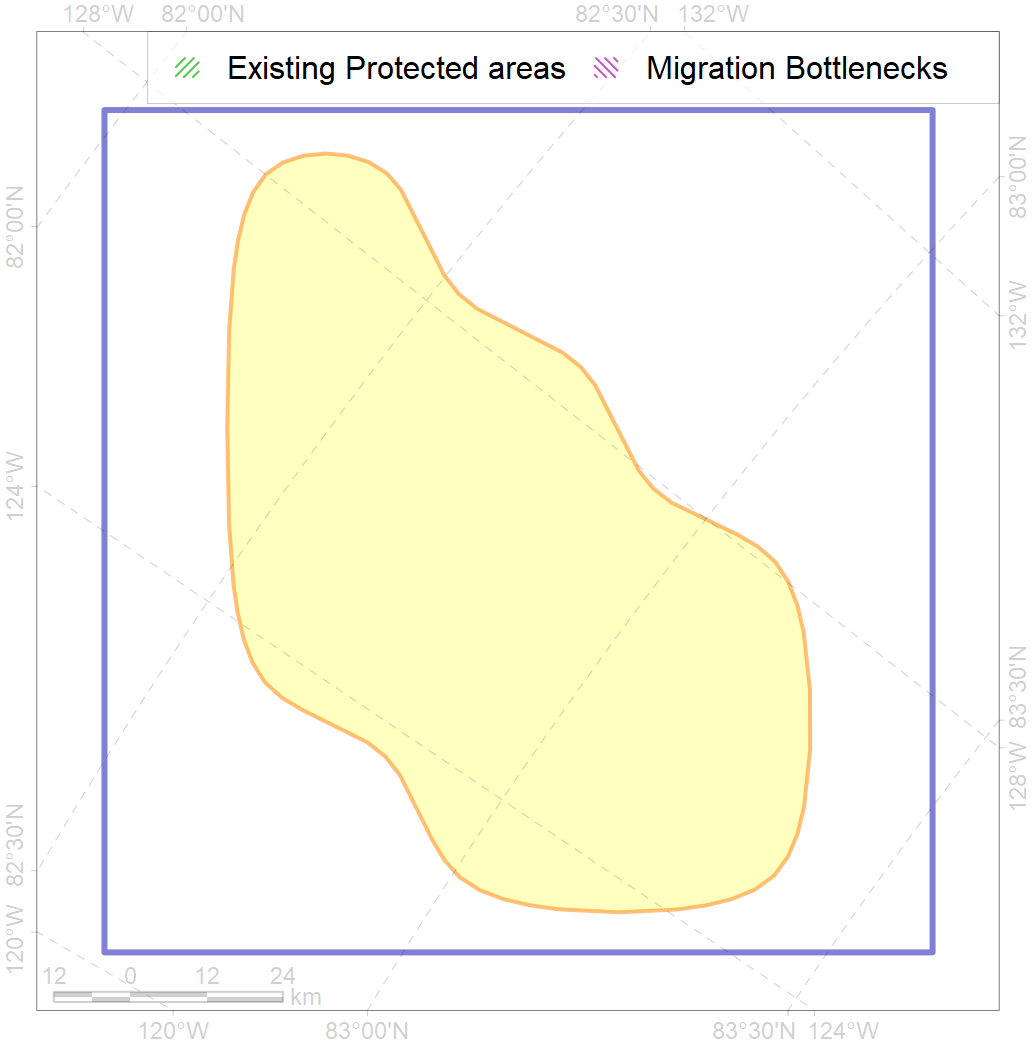 128°W 82°00'N 82°30'N 132°W
Existing Protected areas Migration Bottlenecks
83°00'N
82°00'N
132°W
124°W
83°30'N
128°W
82°30'N
120°W
12 0 12 24
km
120°W 83°00'N 83°30'N 124°W